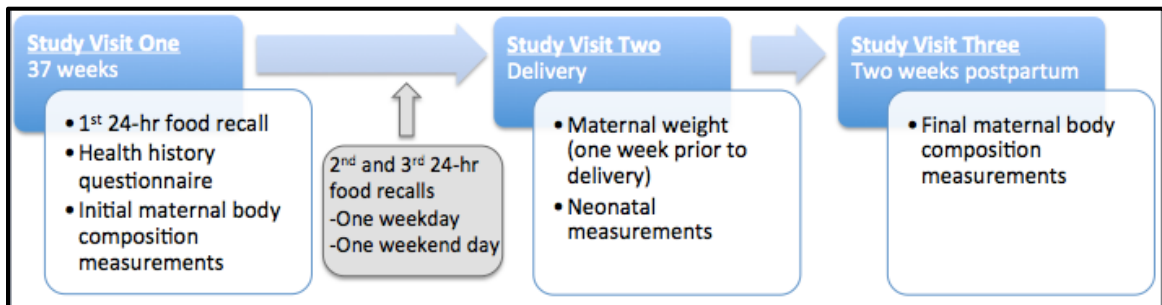 Study Visit One
37 weeks
• 1st 24-hr food recall
• Health history
questionnaire
• Initial maternal body
composition
measurements
2nd and 3rd 24-hr
food recalls
-One weekday
-One weekend day
Study Visit Two
Delivery
• Maternal weight
(one week prior to
delivery)
• Neonatal
measurements
Study Visit Three
Two weeks postpartum
• Final maternal body
composition
measurements